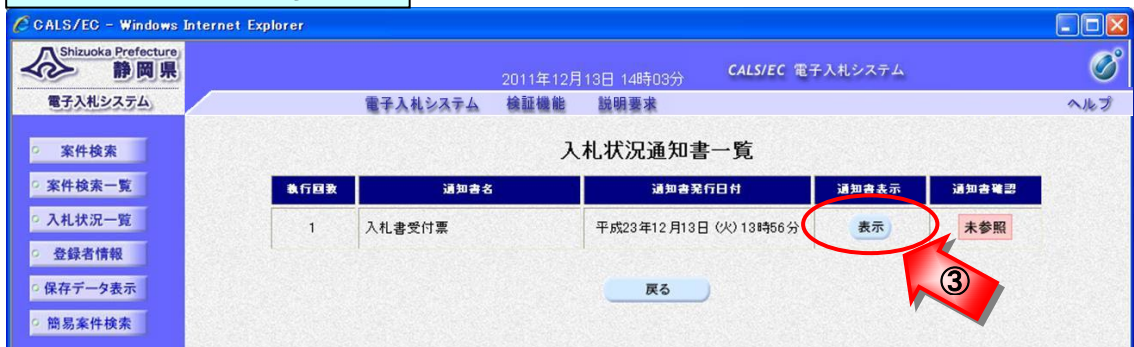 CALS/EC - Windows Internet Explorer
Shizuoka Prefecture
静岡県
2011年12月13日 14時03分
CALS/EC 電子入札システム
電子入札システム
電子入札システム 検証機能 説明要求
ヘルプ
案件検索
案件検索一覧
入札状況一覧
登録者情報
保存データ表示
簡易案件検索
入札状況通知書一覧
執行回数 通知書名 通知書発行日付 通知書表示 通知書確認
1 入札書受付票 平成23年12月13日 (火) 13時56分 表示 未参照
③
戻る